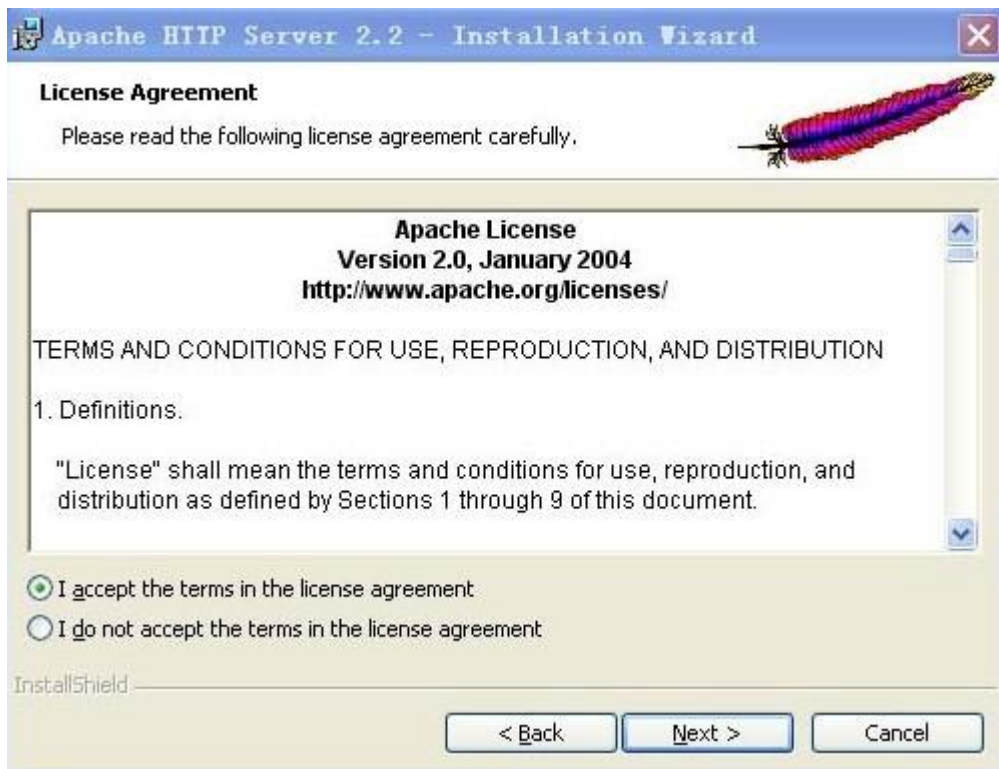 Apache HTTP Server 2.2 - Installation Wizard
License Agreement
Please read the following license agreement carefully.
Apache License
Version 2.0, January 2004
http://www.apache.org/licenses/
TERMS AND CONDITIONS FOR USE, REPRODUCTION, AND DISTRIBUTION
1. Definitions.
"License" shall mean the terms and conditions for use, reproduction, and
distribution as defined by Sections 1 through 9 of this document.
I accept the terms in the license agreement
I do not accept the terms in the license agreement
InstallShield
< Back Next > Cancel